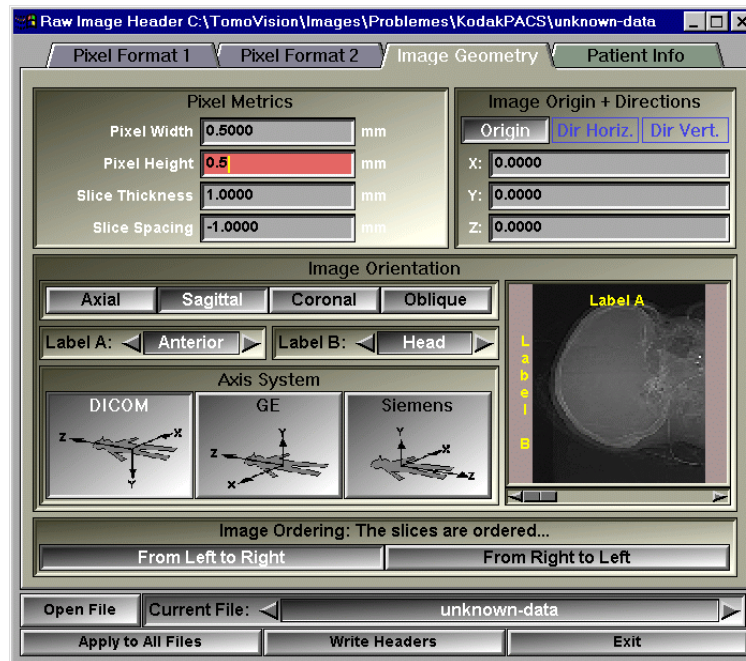 Raw Image Header C:\TomoVision\Images\Problemes\KodakPACS\unknown-data
Pixel Format 1 Pixel Format 2 Image Geometry Patient Info
Pixel Metrics
Pixel Width 0.5000 mm
Pixel Height 0.5 mm
Slice Thickness 1.0000 mm
Slice Spacing -1.0000 mm
Image Origin + Directions
Origin Dir Horiz. Dir Vert.
X: 0.0000
Y: 0.0000
Z: 0.0000
Image Orientation
Axial Sagittal Coronal Oblique
Label A: Anterior Label B: Head
Axis System
DICOM GE Siemens
Z X Y
Z Y X
Y X Z
Label A
Label B
Image Ordering: The slices are ordered...
From Left to Right From Right to Left
Open File Current File: unknown-data
Apply to All Files Write Headers Exit